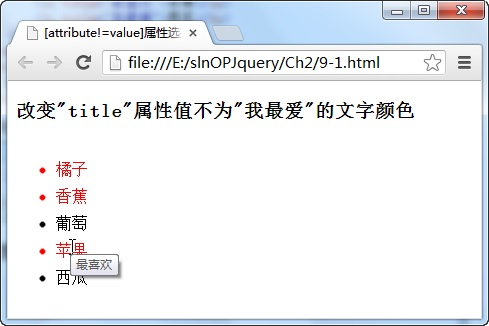 [attribute!=value]属性选
file:///E:/slnOPJquery/Ch2/9-1.html
改变"title"属性值不为"我最爱"的文字颜色
橘子
香蕉
葡萄
苹果
最喜欢
西瓜